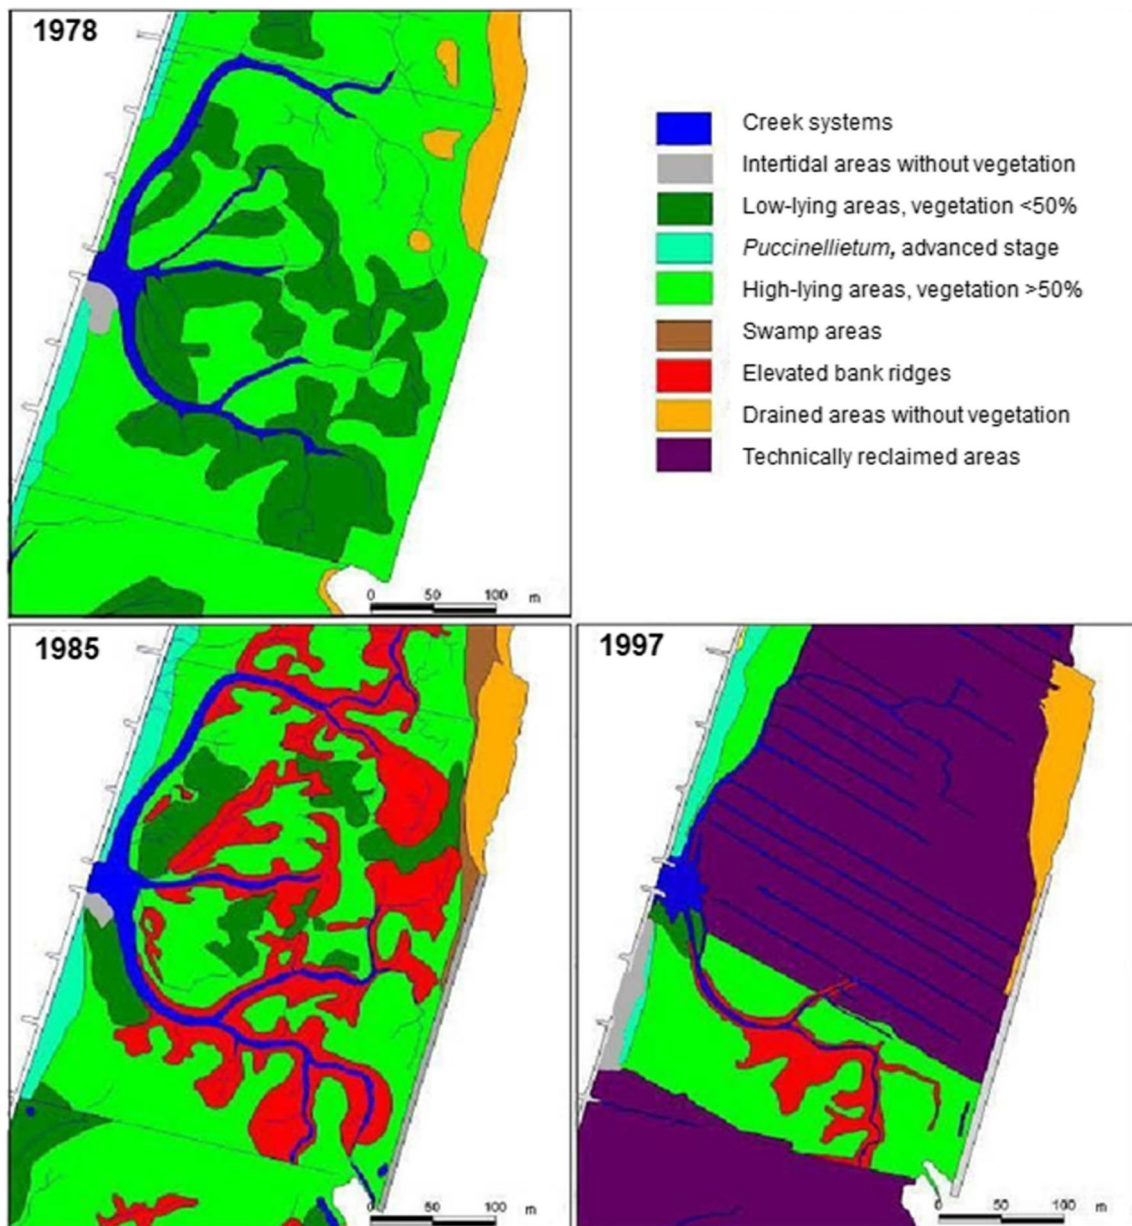 1978
Creek systems
Intertidal areas without vegetation
Low-lying areas, vegetation <50%
Puccinellietum, advanced stage
High-lying areas, vegetation >50%
Swamp areas
Elevated bank ridges
Drained areas without vegetation
Technically reclaimed areas
0 50 100 m
1985
1997
0 50 100 m
0 50 100 m